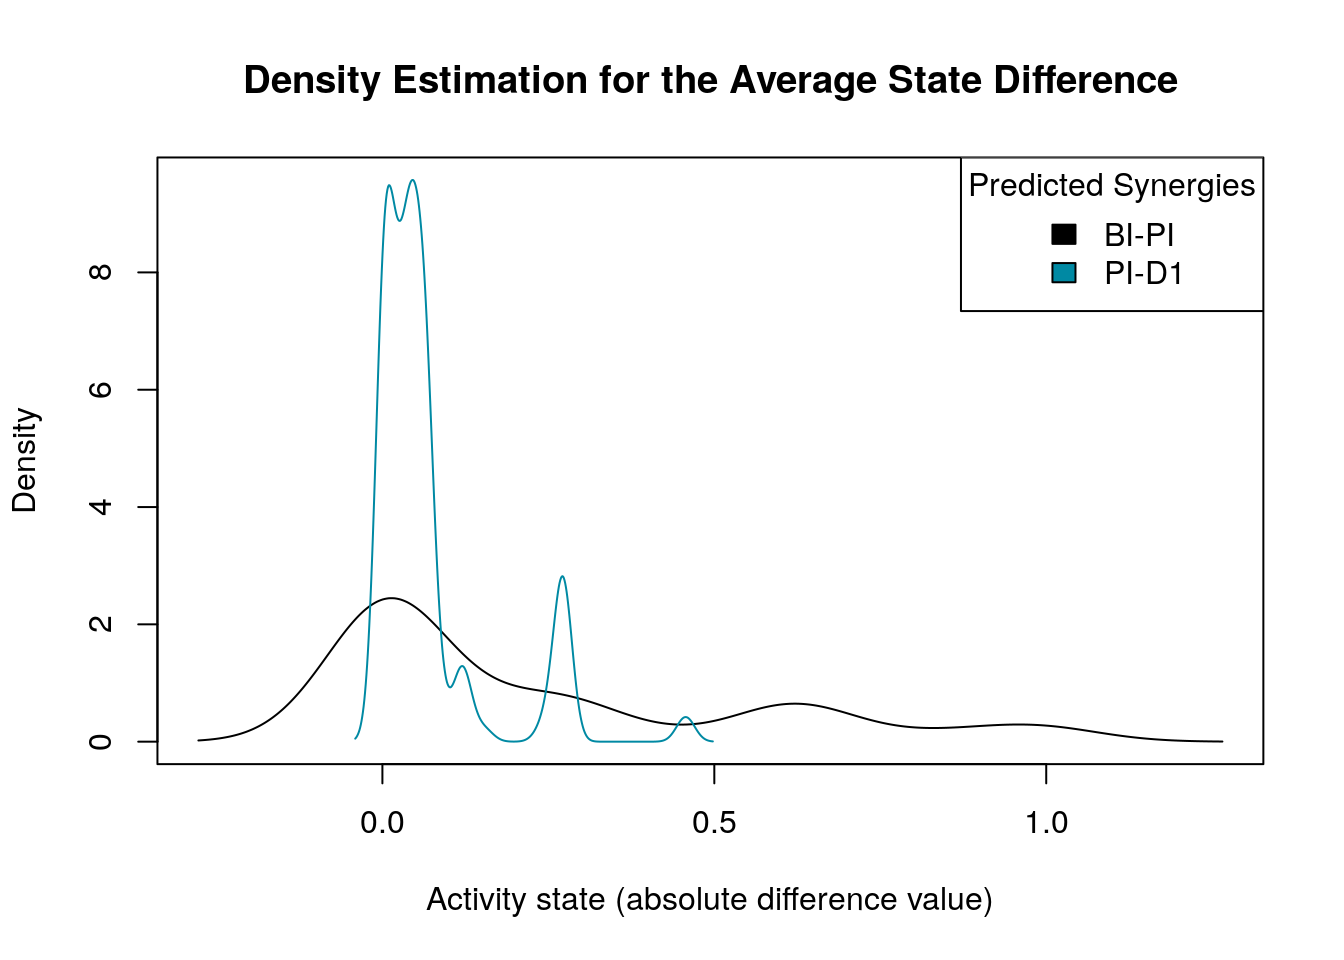 Density Estimation for the Average State Difference
Predicted Synergies
BI-PI
PI-D1
8
6
4
2
0
Density
0.0 0.5 1.0
Activity state (absolute difference value)